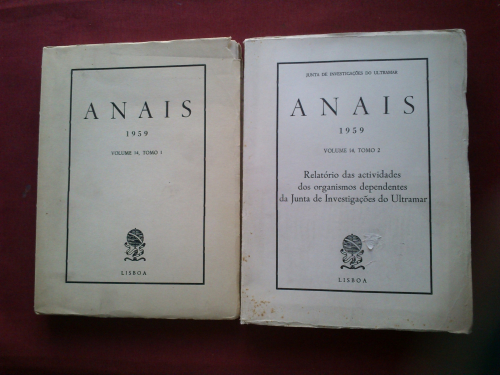 ANAIS
1959
VOLUME 14, TOMO 1
LISBOA
JUNTA DE INVESTIGAÇÕES DO ULTRAMAR
ANAIS
1959
VOLUME 14, TOMO 2
Relatório das actividades
dos organismos dependentes
da Junta de Investigações do Ultramar
LISBOA